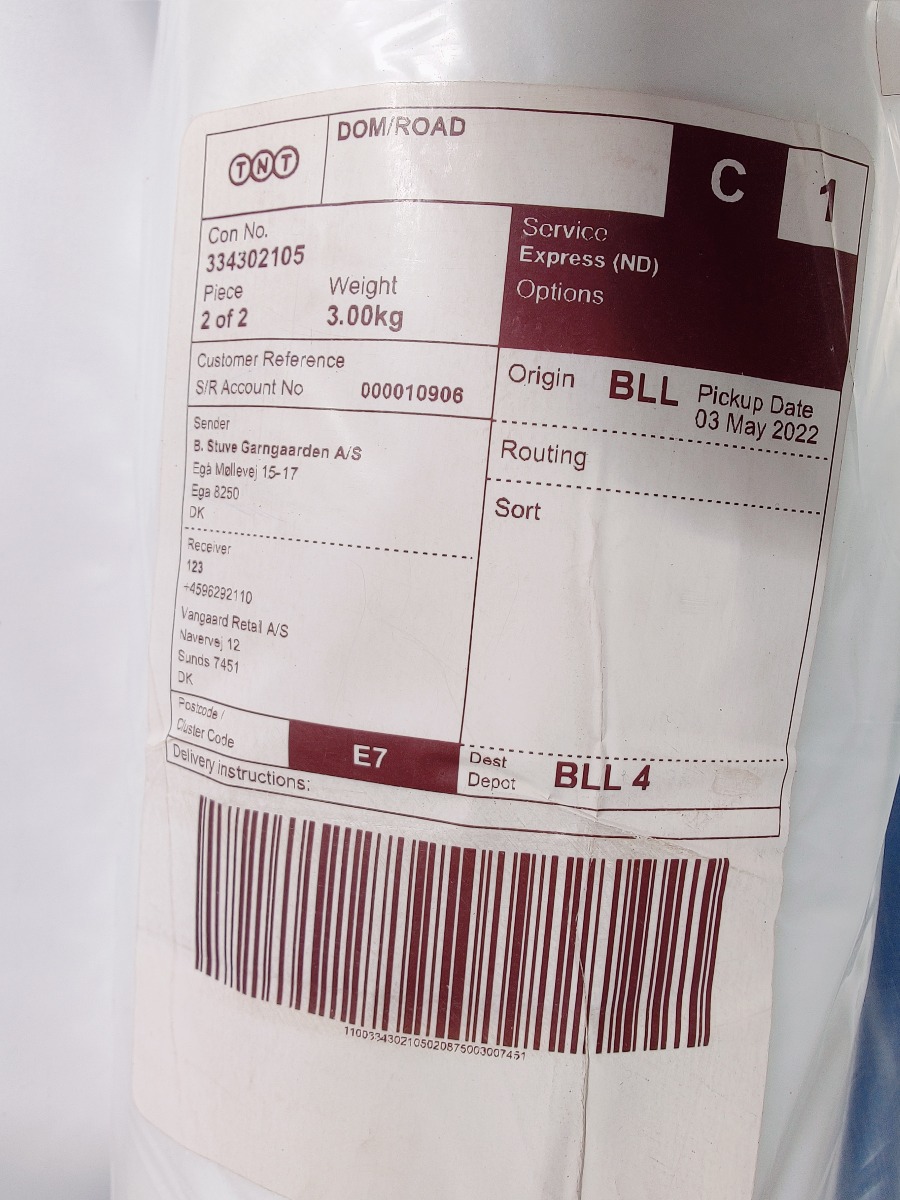 TNT
DOM/ROAD
C
1
Con No.
334302105
Piece
Weight
2 of 2
3.00kg
Service
Express (ND)
Options
Customer Reference
S/R Account No 000010906
Origin BLL Pickup Date
03 May 2022
Routing
Sort
Sender
B. Stuve Garngaarden A/S
Egå Møllevej 15-17
Ega 8250
DK
Receiver
123
+4596292110
Vangaard Retail A/S
Navervej 12
Sunds 7451
DK
Postcode /
Cluster Code
E7
Dest
Depot
BLL 4
Delivery instructions:
1100334302105020875003007451